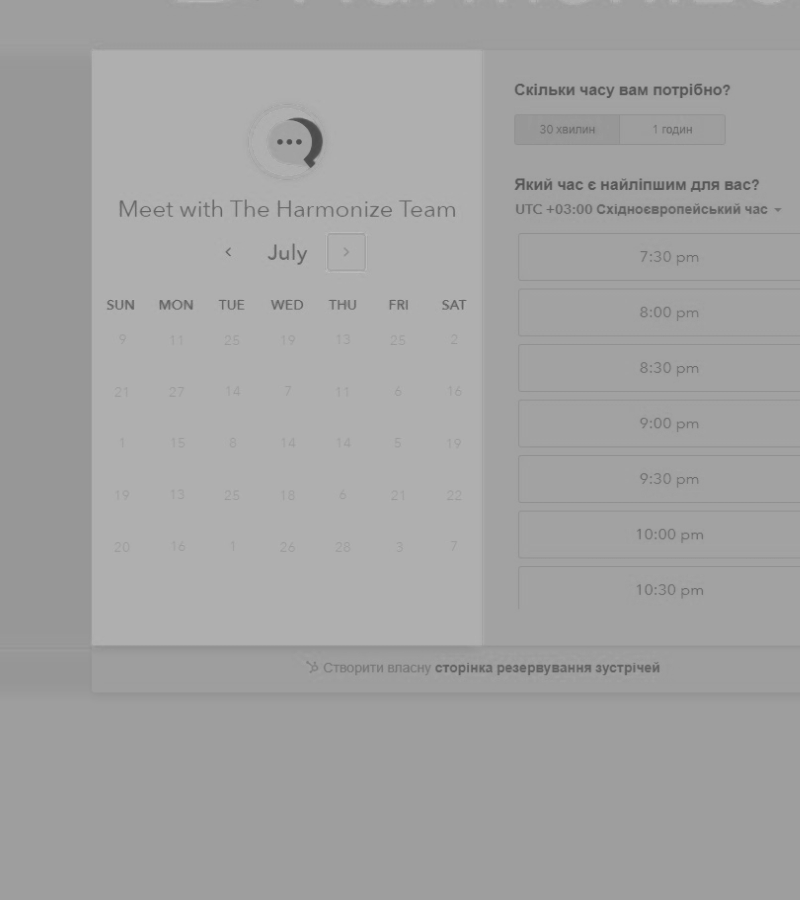 Meet with The Harmonize Team
July
SUN MON TUE WED THU FRI SAT
9 11 25 19 13 25 2
21 27 14 7 11 6 16
1 15 8 14 14 5 19
19 13 25 18 6 21 22
20 16 1 26 28 3 7
Скільки часу вам потрібно?
30 хвилин 1 годин
Який час є найліпшим для вас?
UTC +03:00 Східноєвропейський час
7:30 pm
8:00 pm
8:30 pm
9:00 pm
9:30 pm
10:00 pm
10:30 pm
Створити власну сторінка резервування зустрічей